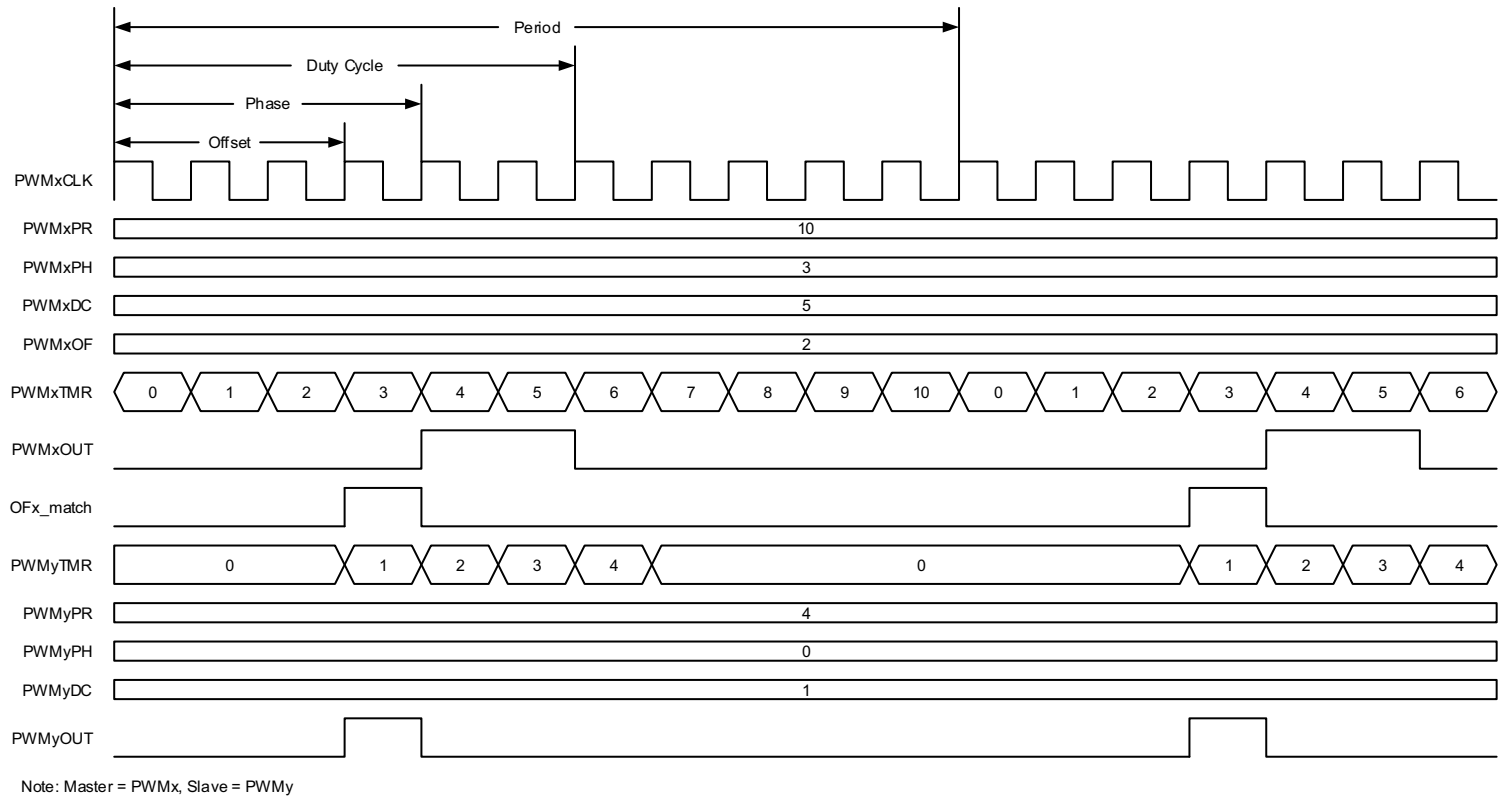 Period
Duty Cycle
Phase
Offset
PWMxCLK
PWMxPR 10
PWMxPH 3
PWMxDC 5
PWMxOF 2
PWMxTMR 0 1 2 3 4 5 6 7 8 9 10 0 1 2 3 4 5 6
PWMxOUT
OFx_match
PWMyTMR 0 1 2 3 4 0 1 2 3 4
PWMyPR 4
PWMyPH 0
PWMyDC 1
PWMyOUT
Note: Master = PWMx, Slave = PWMy